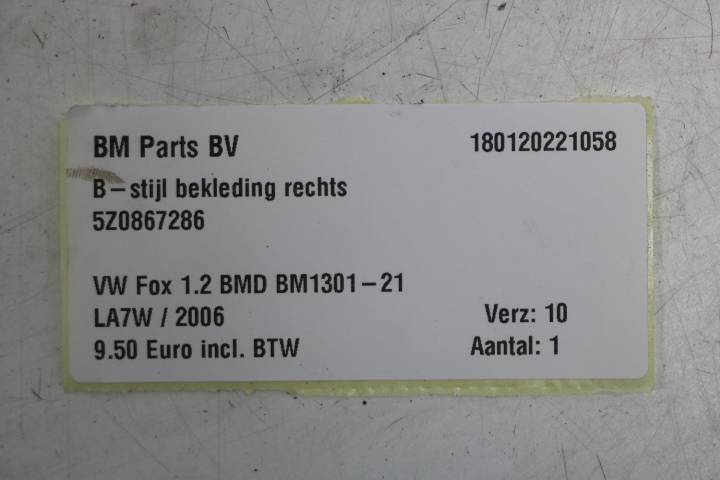 BM Parts BV 180120221058
B-stijl bekleding rechts
5Z0867286
VW Fox 1.2 BMD BM1301-21
LA7W / 2006 Verz: 10
9.50 Euro incl. BTW Aantal: 1